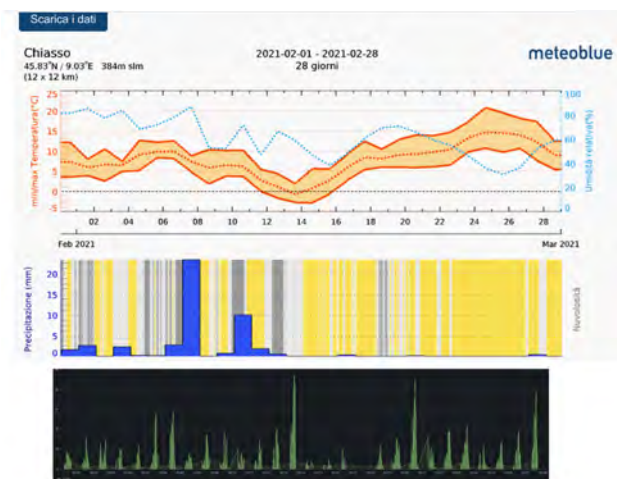 Scarica i dati
Chiasso
45.83°N / 9.03°E 384m slm
(12 x 12 km)
2021-02-01 - 2021-02-28
28 giorni
meteoblue
min/max Temperatura(°C)
25
20
15
10
5
0
-5
100
80
60
40
20
0
Umidità relativa(%)
02 04 06 08 10 12 14 16 18 20 22 24 26 28
Feb 2021
Mar 2021
Precipitazione (mm)
20
15
10
5
0
Nuvolosità